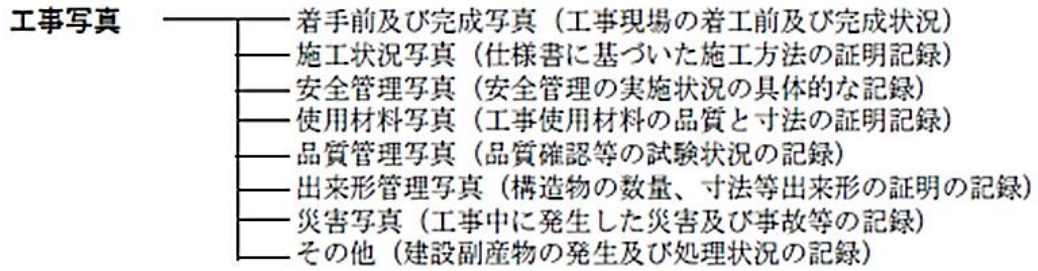 工事写真
着手前及び完成写真（工事現場の着工前及び完成状況）
施工状況写真（仕様書に基づいた施工方法の証明記録）
安全管理写真（安全管理の実施状況の具体的な記録）
使用材料写真（工事使用材料の品質と寸法の証明記録）
品質管理写真（品質確認等の試験状況の記録）
出来形管理写真（構造物の数量、寸法等出来形の証明の記録）
災害写真（工事中に発生した災害及び事故等の記録）
その他（建設副産物の発生及び処理状況の記録）